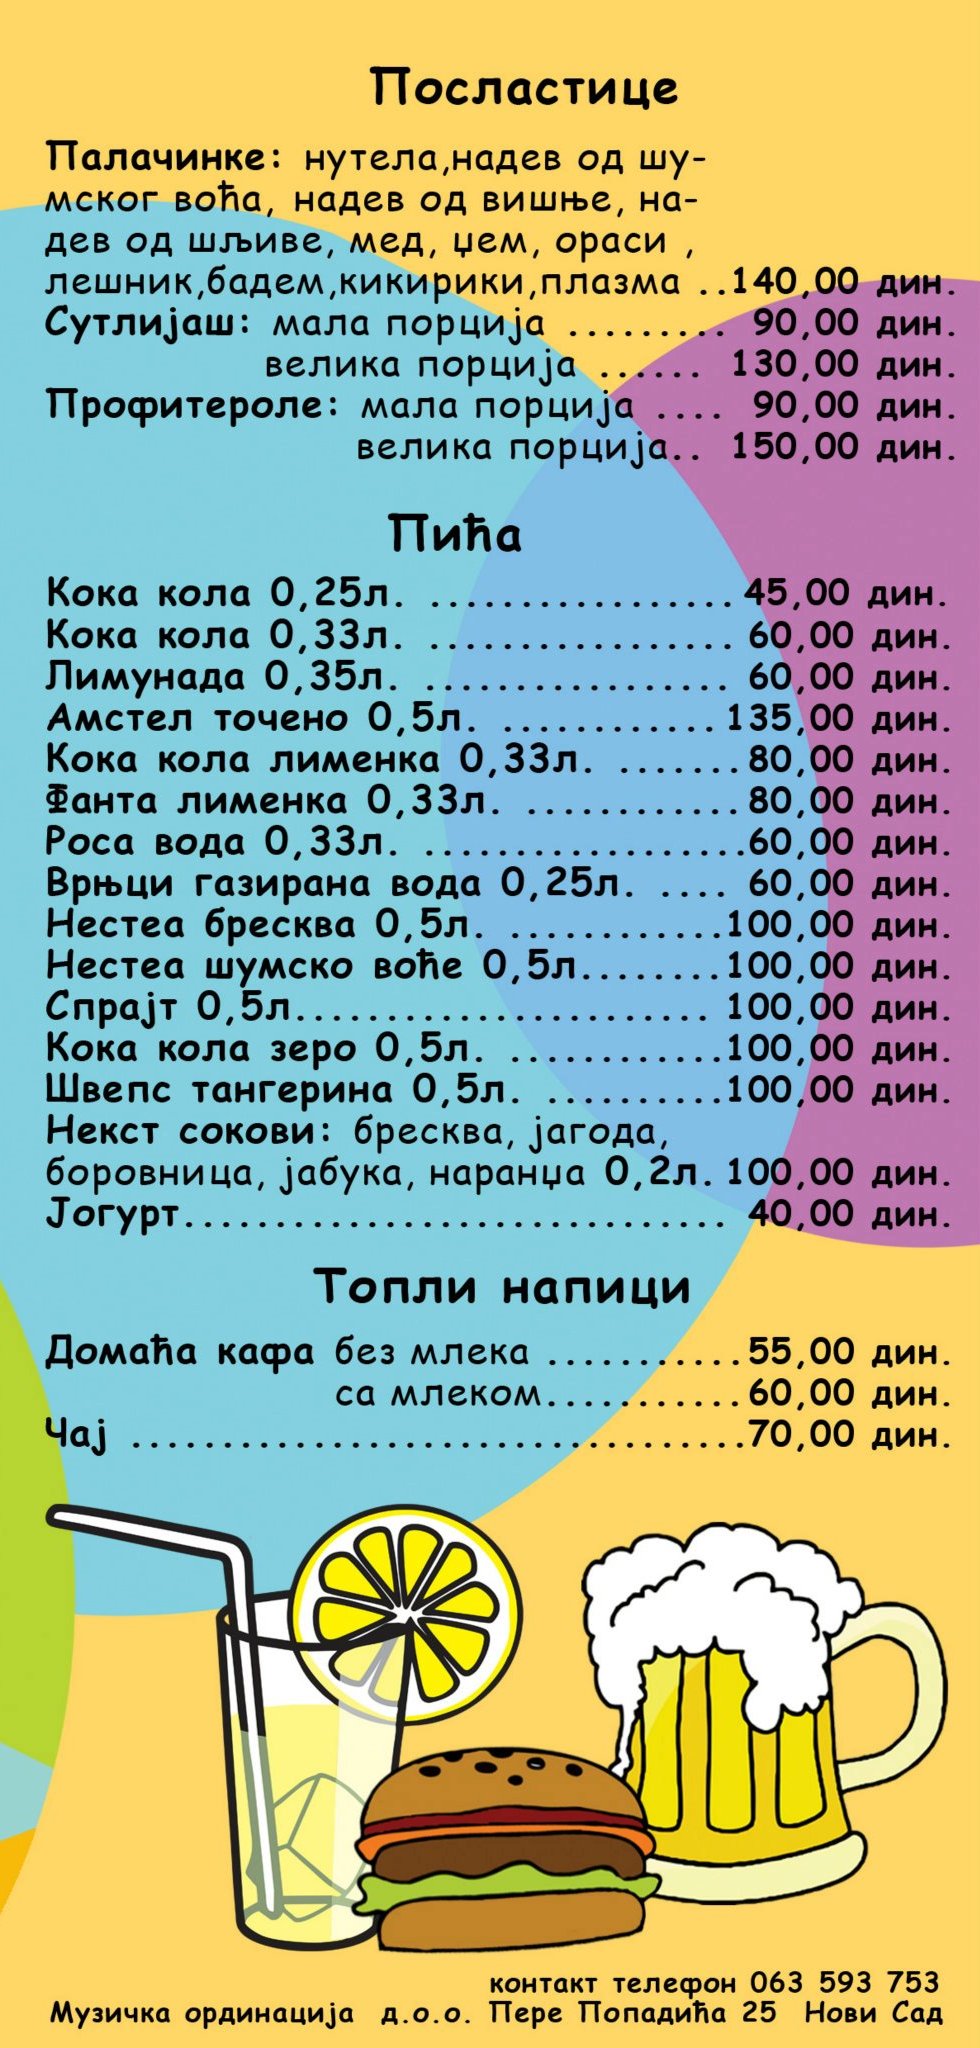 Посластице
Палачинке: нутела,надев од шу-
мског воћа, надев од вишње, на-
дев од шљиве, мед, џем, ораси ,
лешник,бадем,кикирики,плазма ..140,00 дин.
Сутлијаш: мала порција ......... 90,00 дин.
велика порција ...... 130,00 дин.
Профитероле: мала порција .... 90,00 дин.
велика порција.. 150,00 дин.
Пића
Кока кола 0,25л. .................45,00 дин.
Кока кола 0,33л. ................. 60,00 дин.
Лимунада 0,35л. ................. 60,00 дин.
Амстел точено 0,5л. ............135,00 дин.
Кока кола лименка 0,33л. .......80,00 дин.
Фанта лименка 0,33л. ............80,00 дин.
Роса вода 0,33л. ..................60,00 дин.
Врњци газирана вода 0,25л. .... 60,00 дин.
Нестеа бресква 0,5л. ............100,00 дин.
Нестеа шумско воће 0,5л........100,00 дин.
Спрајт 0,5л....................... 100,00 дин.
Кока кола зеро 0,5л. ............100,00 дин.
Швепс тангерина 0,5л. ..........100,00 дин.
Некст сокови: бресква, јагода,
боровница, јабука, наранџа 0,2л. 100,00 дин.
Јогурт............................... 40,00 дин.
Топли напици
Домаћа кафа без млека ...........55,00 дин.
са млеком...........60,00 дин.
Чај ...................................70,00 дин.
контакт телефон 063 593 753
Музичка ординација д.о.о. Пере Попадића 25 Нови Сад